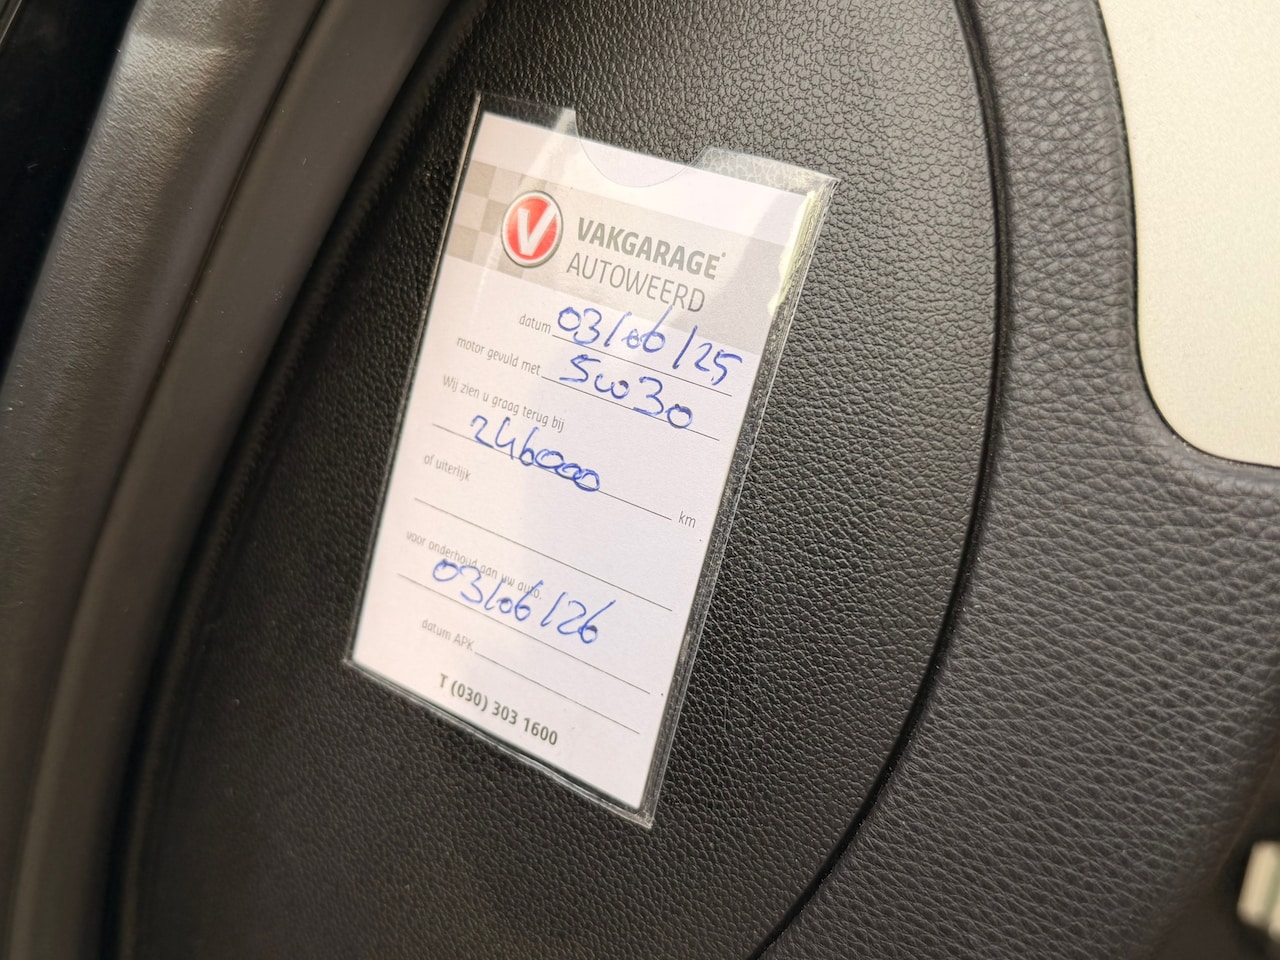 V VAKGARAGE
AUTOWEERD
datum 03/06/25
motor gevuld met 5w30
Wij zien u graag terug bij
246000 km
of uiterlijk
voor onderhoud aan uw auto.
03/06/26
datum APK
T (030) 303 1600